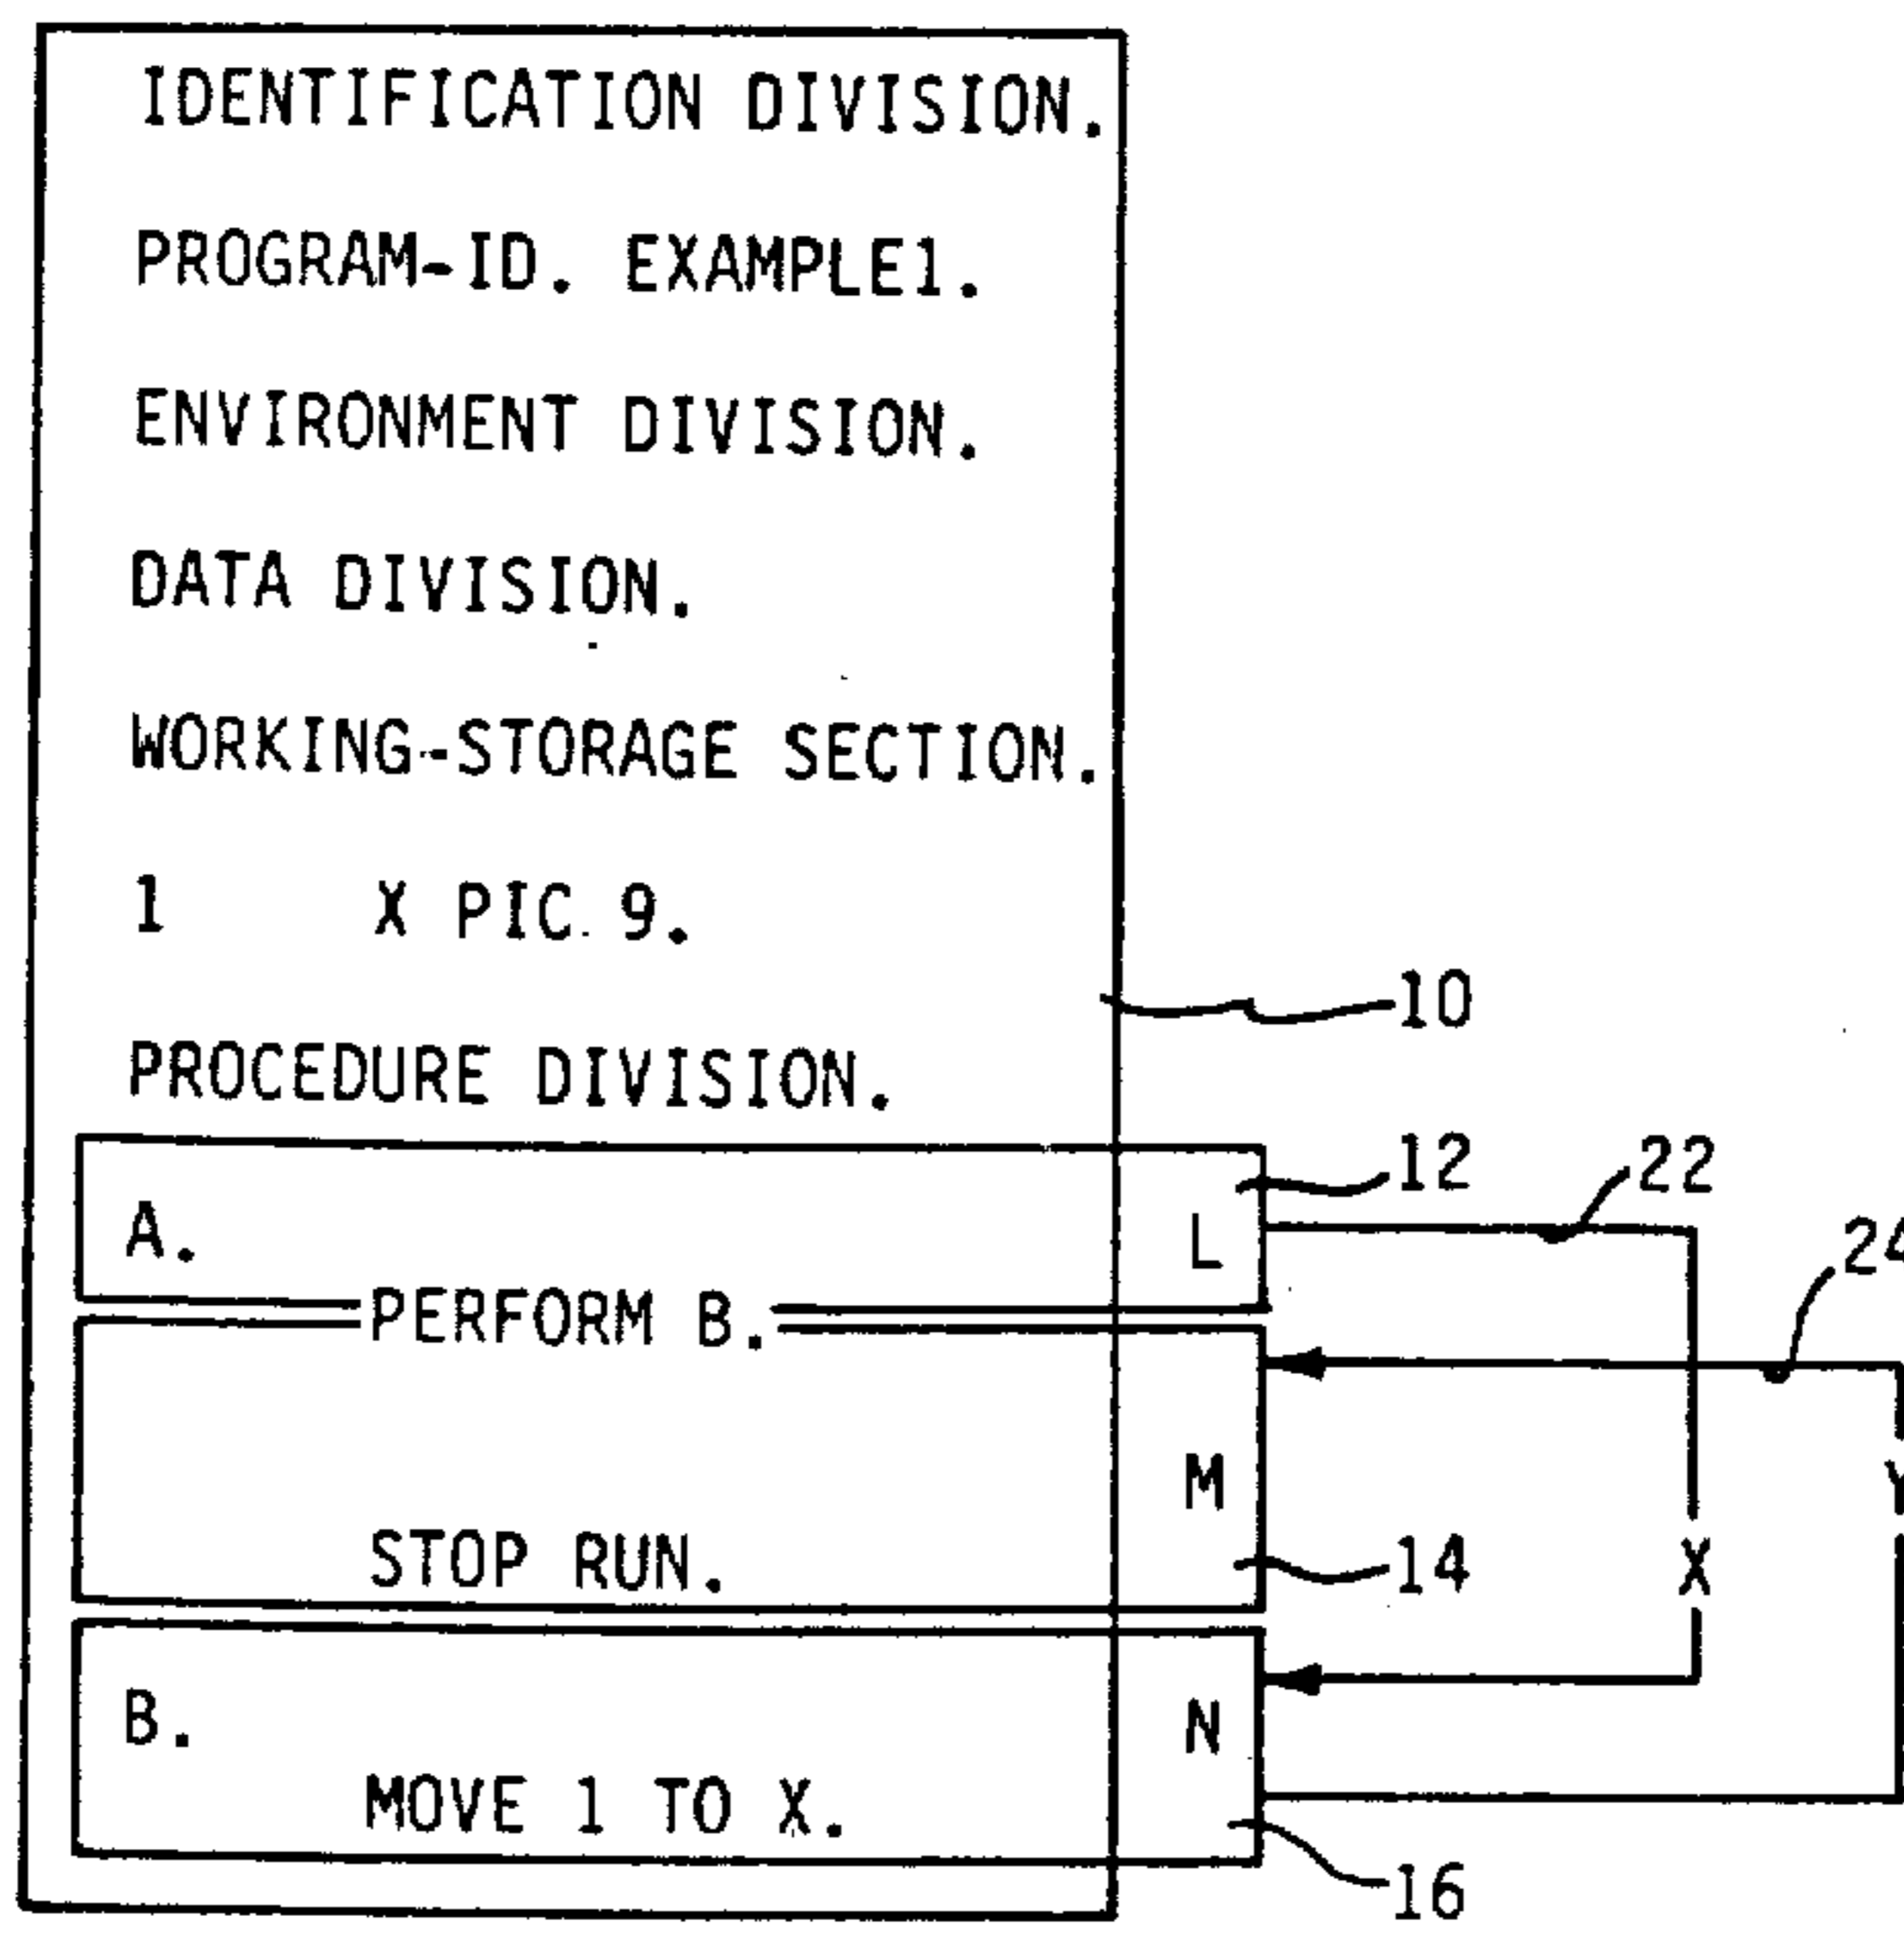 IDENTIFICATION DIVISION.
PROGRAM-ID. EXAMPLE1.
ENVIRONMENT DIVISION.
DATA DIVISION.
WORKING-STORAGE SECTION.
1 X PIC 9.
10
PROCEDURE DIVISION.
12
22
A. L
24
PERFORM B.
M
STOP RUN.
14
X
B. N
MOVE 1 TO X.
16